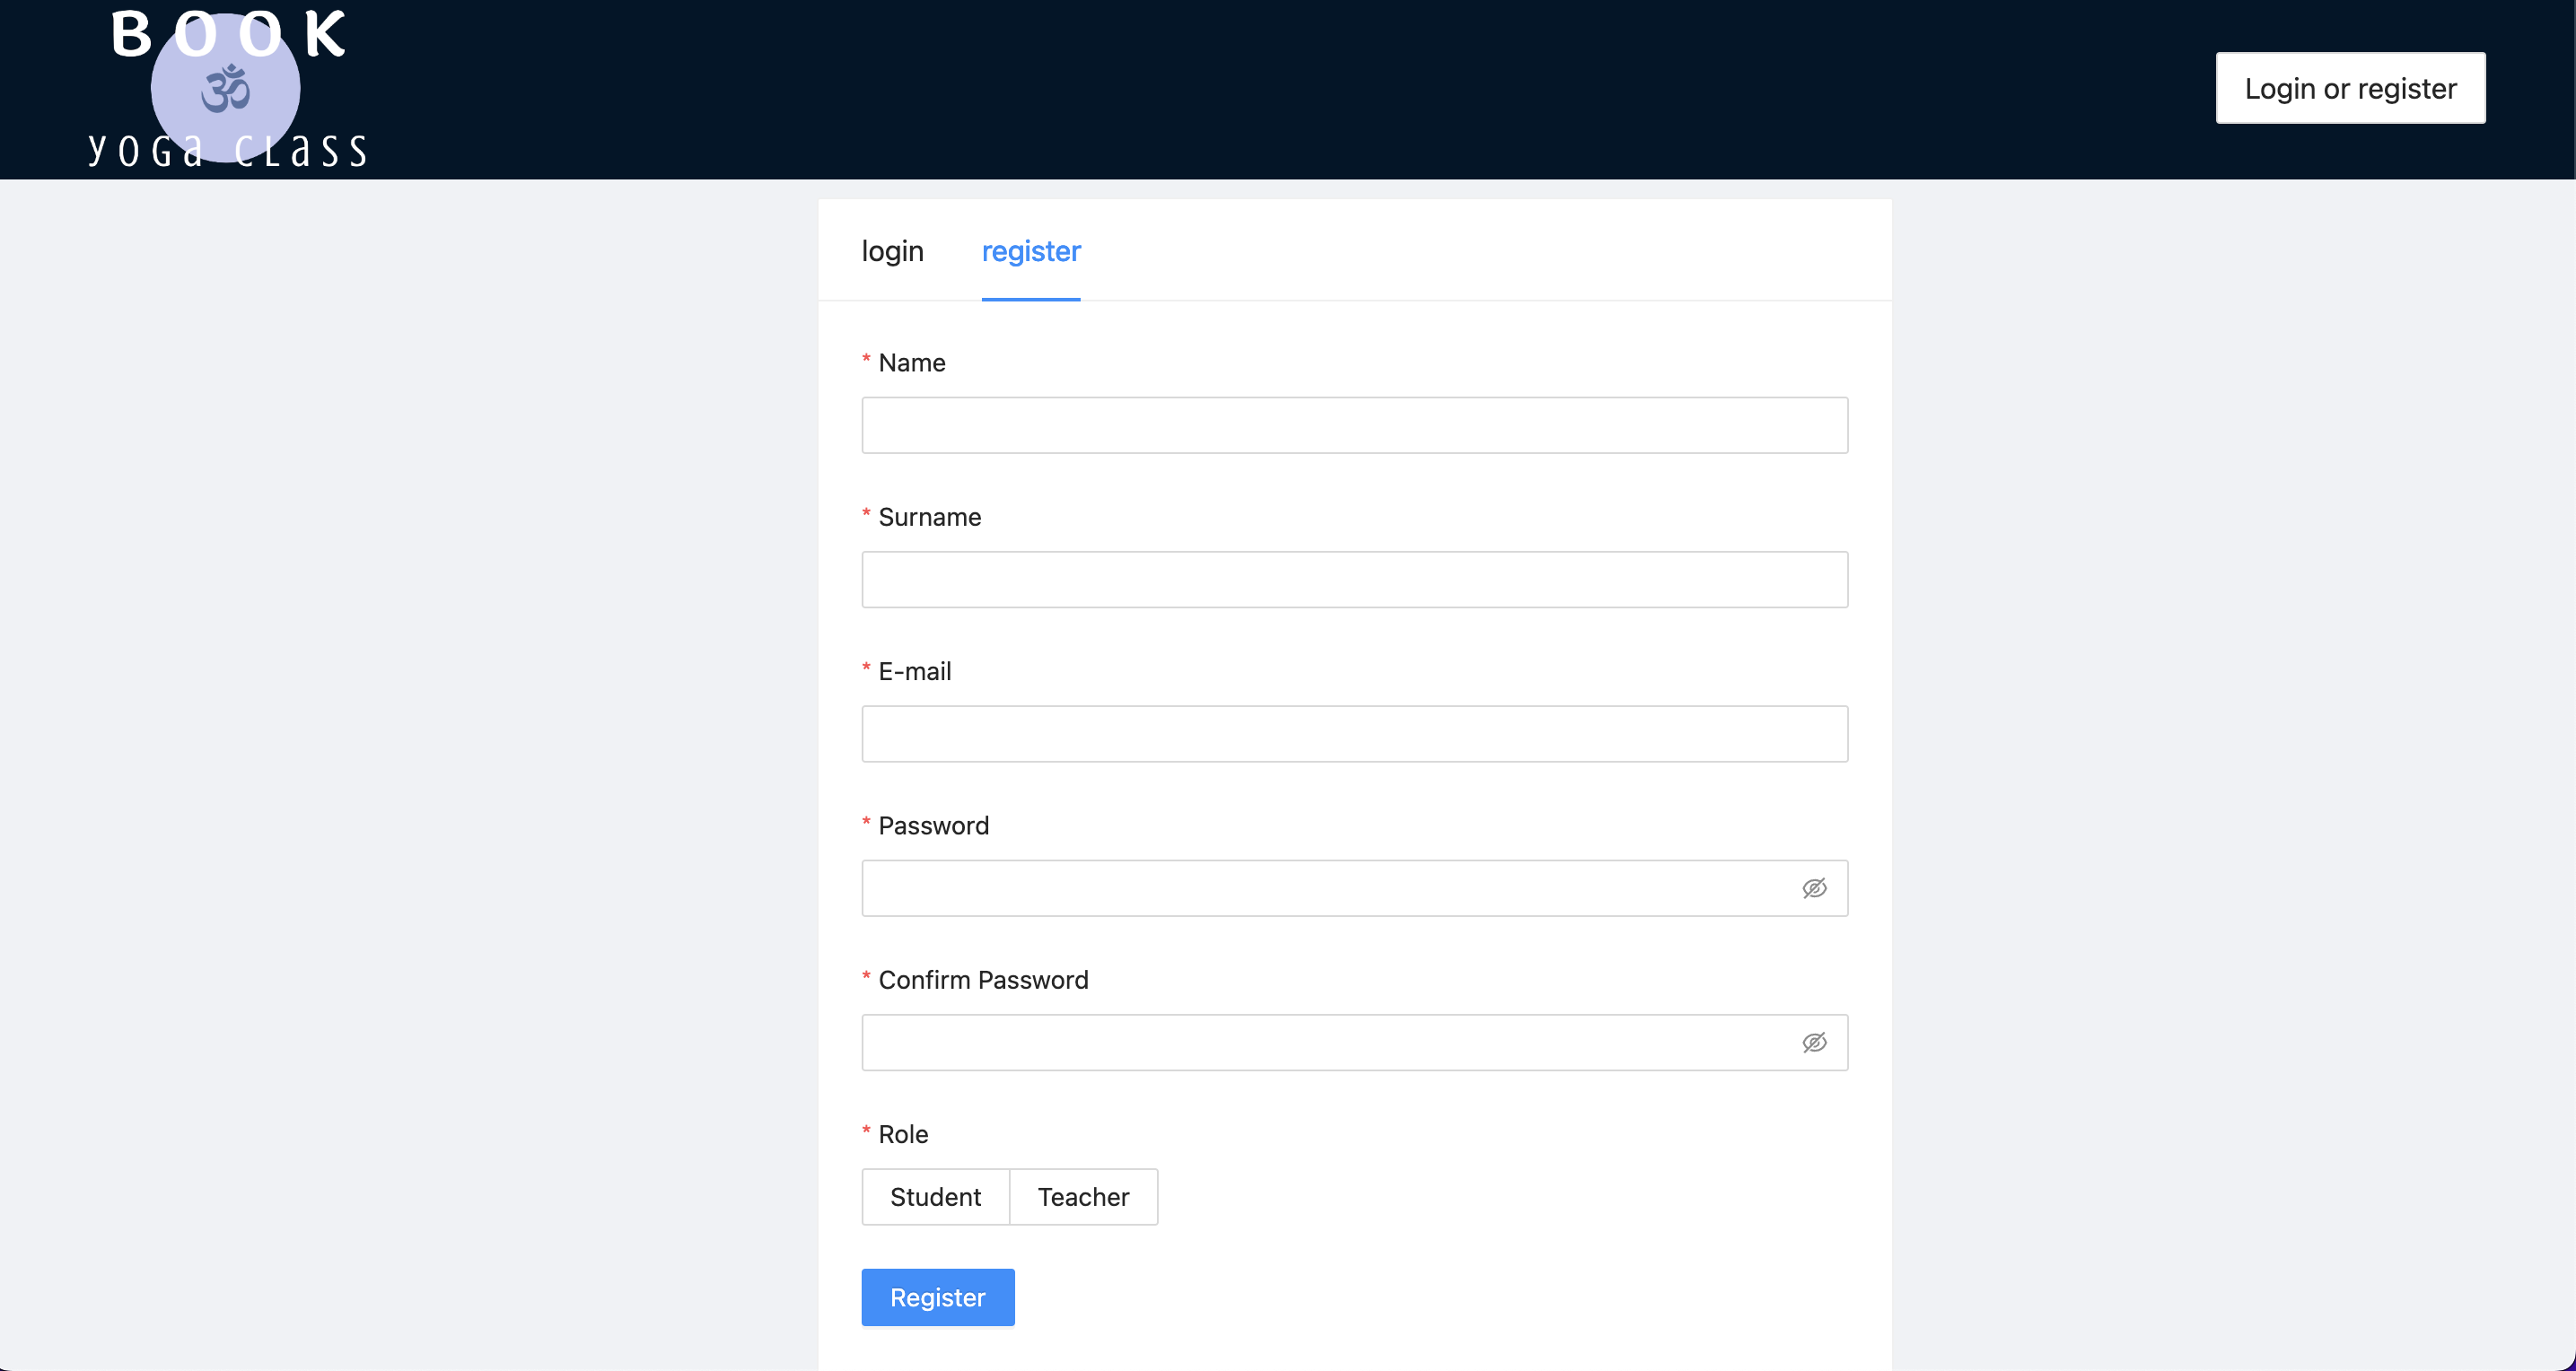 BOOK
ॐ
yoGa cLass
Login or register
login register
* Name
* Surname
* E-mail
* Password
* Confirm Password
* Role
Student Teacher
Register